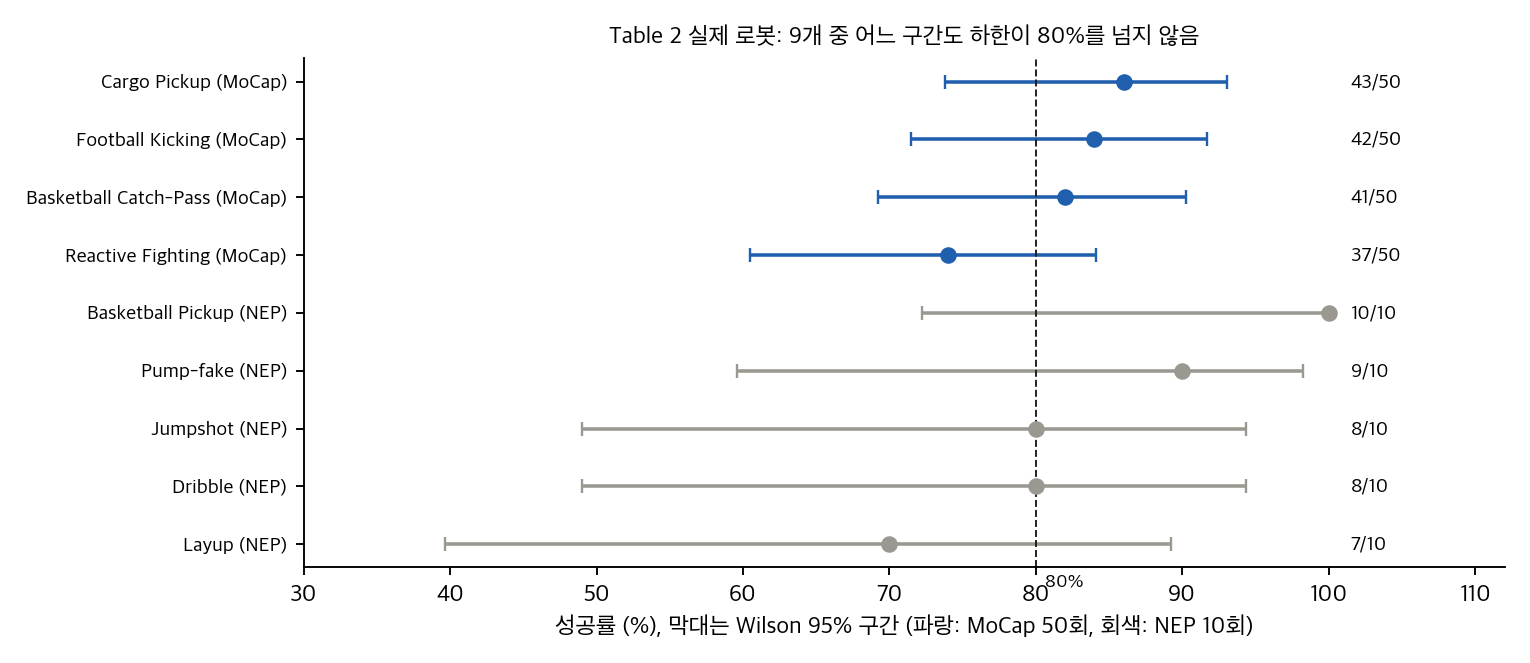 Table 2 실제 로봇: 9개 중 어느 구간도 하한이 80%를 넘지 않음
Cargo Pickup (MoCap)
43/50
Football Kicking (MoCap)
42/50
Basketball Catch-Pass (MoCap)
41/50
Reactive Fighting (MoCap)
37/50
Basketball Pickup (NEP)
10/10
Pump-fake (NEP)
9/10
Jumpshot (NEP)
8/10
Dribble (NEP)
8/10
Layup (NEP)
7/10
80%
30 40 50 60 70 80 90 100 110
성공률 (%), 막대는 Wilson 95% 구간 (파랑: MoCap 50회, 회색: NEP 10회)